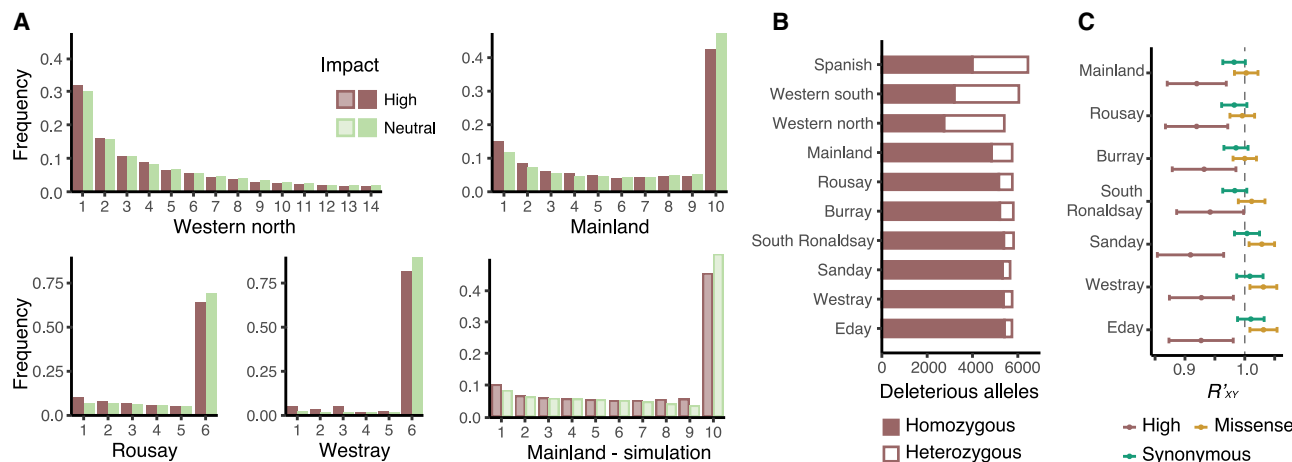 A
Frequency
0.4
0.3
0.2
0.1
0.0
1 2 3 4 5 6 7 8 9 10 11 12 13 14
Western north
Impact
High
Neutral
0.4
0.3
0.2
0.1
0.0
1 2 3 4 5 6 7 8 9 10
Mainland
Frequency
0.75
0.50
0.25
0.00
1 2 3 4 5 6
Rousay
0.75
0.50
0.25
0.00
1 2 3 4 5 6
Westray
0.4
0.3
0.2
0.1
0.0
1 2 3 4 5 6 7 8 9 10
Mainland - simulation
B
Spanish
Western south
Western north
Mainland
Rousay
Burray
South Ronaldsay
Sanday
Westray
Eday
0 2000 4000 6000
Deleterious alleles
Homozygous
Heterozygous
C
Mainland
Rousay
Burray
South
Ronaldsay
Sanday
Westray
Eday
0.9 1.0
R'XY
High Missense
Synonymous